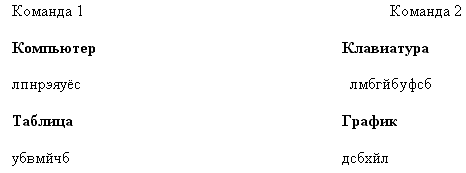 Команда 1 Команда 2
Компьютер Клавиатура
лпнрэяуёс лмбгйбуфсб
Таблица График
убвмйчб дсбхйл